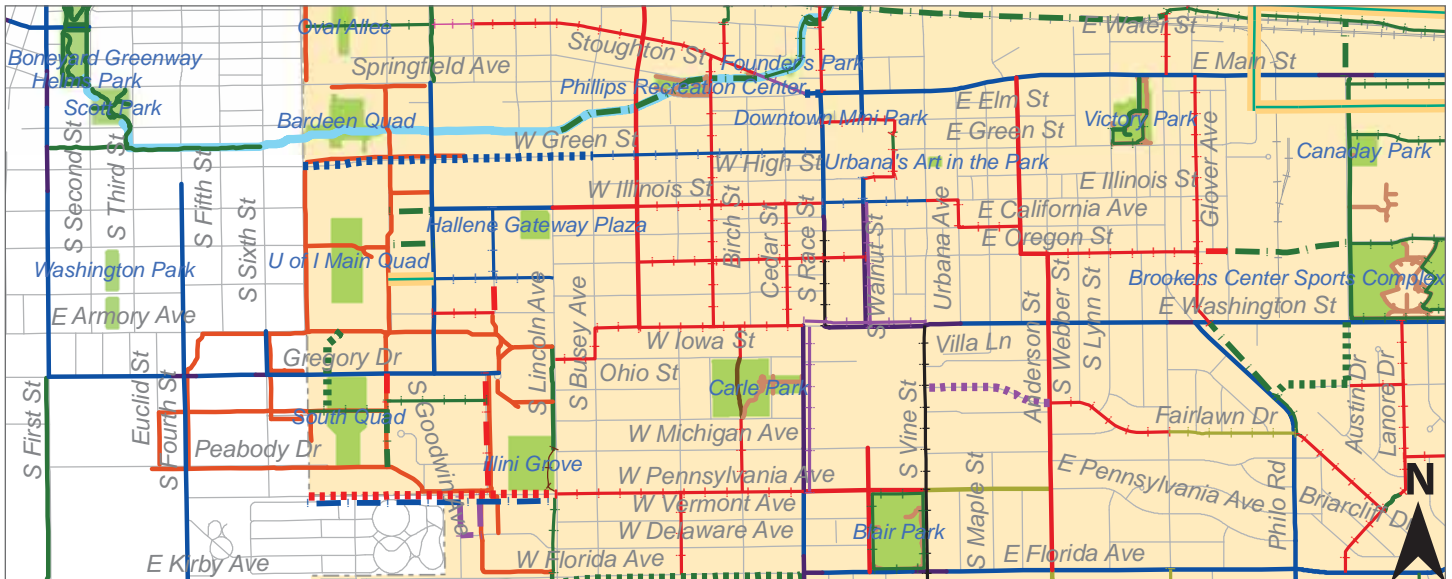 Oval Allee
E Water St
Stoughton St
Boneyard Greenway
Founder's Park
E Main St
Springfield Ave
Helms Park
Phillips Recreation Center
Scott Park
E Elm St
Bardeen Quad
Downtown Mini Park
Victory Park
E Green St
W Green St
Canaday Park
W High St
Urbana's Art in the Park
E Illinois St
W Illinois St
Glover Ave
S Second St
S Third St
S Fifth St
S Sixth St
Birch St
Cedar St
S Race St
S Walnut St
Urbana Ave
E California Ave
Hallene Gateway Plaza
E Oregon St
Washington Park
U of I Main Quad
Brookens Center Sports Complex
E Washington St
E Armory Ave
S Lincoln Ave
S Busey Ave
Anderson St
S Webber St
S Lynn St
W Iowa St
Villa Ln
Gregory Dr
Ohio St
Carle Park
S First St
Euclid St
S Fourth St
South Quad
S Goodwin Ave
S Vine St
Fairlawn Dr
Austin Dr
Lanore Dr
W Michigan Ave
Peabody Dr
Illini Grove
W Pennsylvania Ave
E Pennsylvania Ave
S Maple St
Philo Rd
Briarcliff Dr
N
W Vermont Ave
W Delaware Ave
Blair Park
E Kirby Ave
W Florida Ave
E Florida Ave